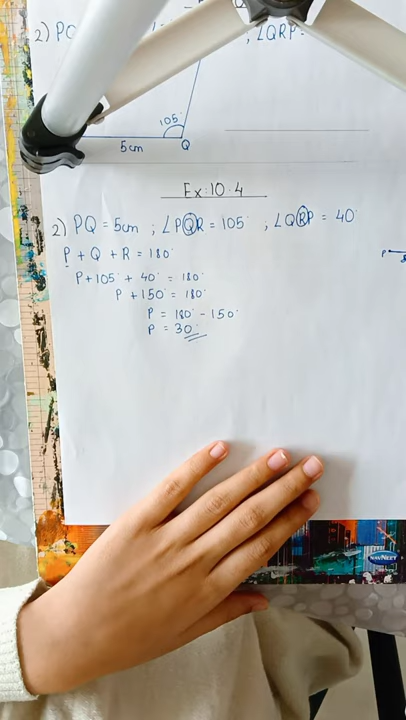 2) PQ
; ∠QRP=
105°
5cm
Q
Ex:10.4
2) PQ = 5cm ; ∠PQR = 105° ; ∠QRP = 40°
P + Q + R = 180°
P+105° + 40° = 180°
P + 150° = 180°
P = 180° - 150°
P = 30°
P
NAVNEET